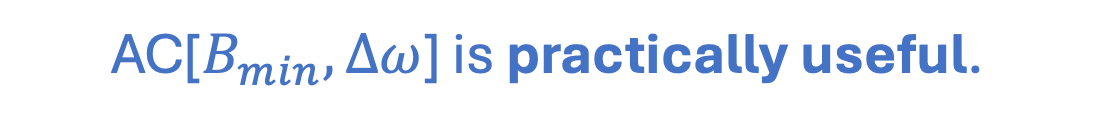 AC[B_min, Δω] is practically useful.